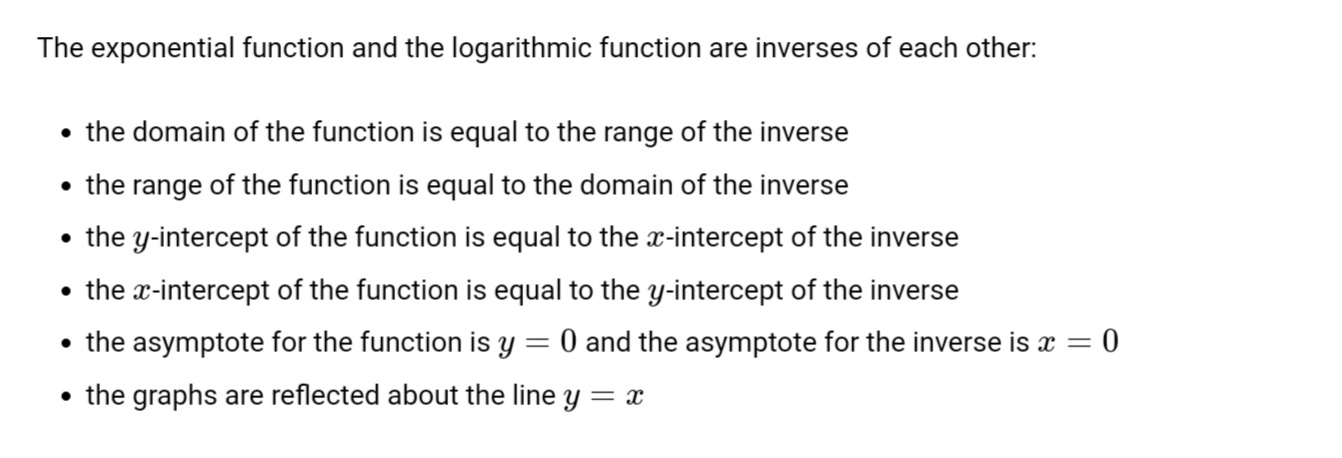 The exponential function and the logarithmic function are inverses of each other:
• the domain of the function is equal to the range of the inverse
• the range of the function is equal to the domain of the inverse
• the y-intercept of the function is equal to the x-intercept of the inverse
• the x-intercept of the function is equal to the y-intercept of the inverse
• the asymptote for the function is y = 0 and the asymptote for the inverse is x = 0
• the graphs are reflected about the line y = x